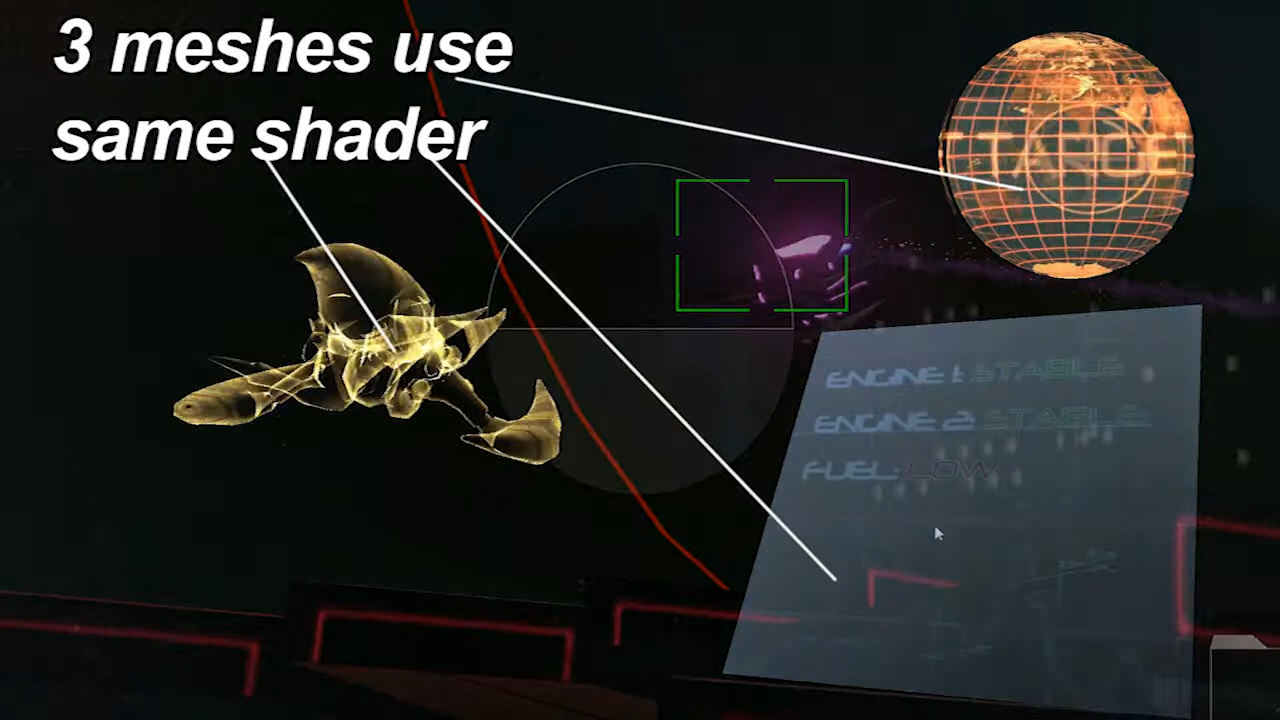 3 meshes use
same shader
ENGINE 1: STABLE
ENGINE 2: STABLE
FUEL: LOW